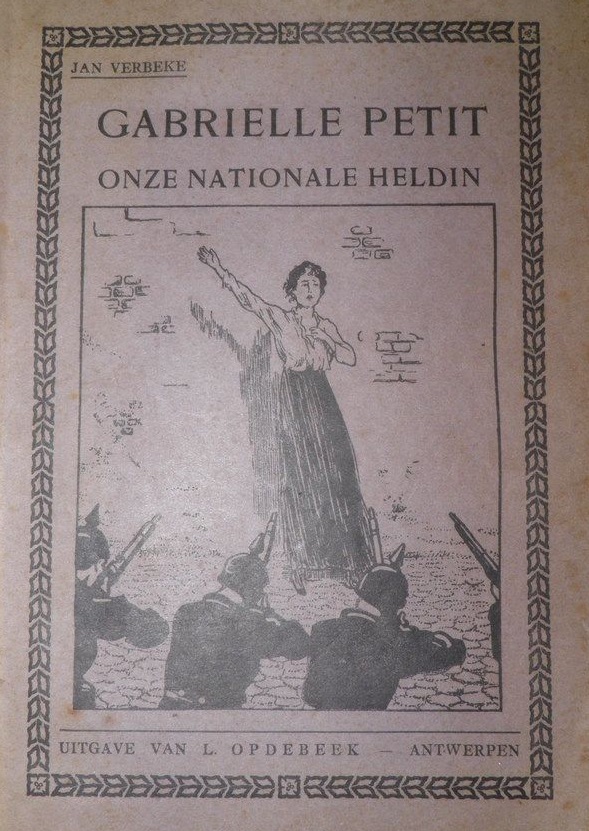 JAN VERBEKE
GABRIELLE PETIT
ONZE NATIONALE HELDIN
UITGAVE VAN L. OPDEBEEK — ANTWERPEN